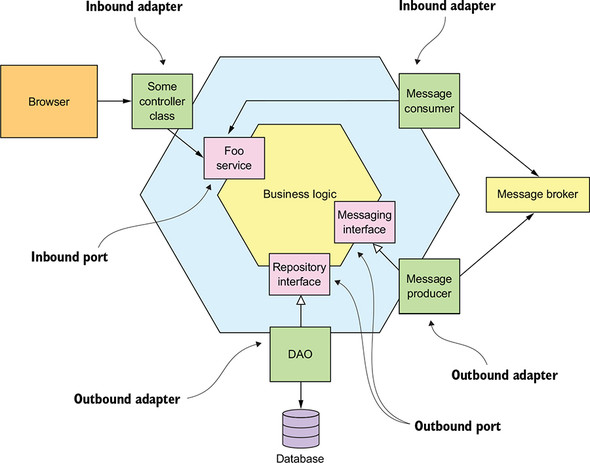 Inbound adapter
Inbound adapter
Browser
Some
controller
class
Message
consumer
Foo
service
Business logic
Message broker
Messaging
interface
Inbound port
Repository
interface
Message
producer
DAO
Outbound adapter
Outbound adapter
Outbound port
Database